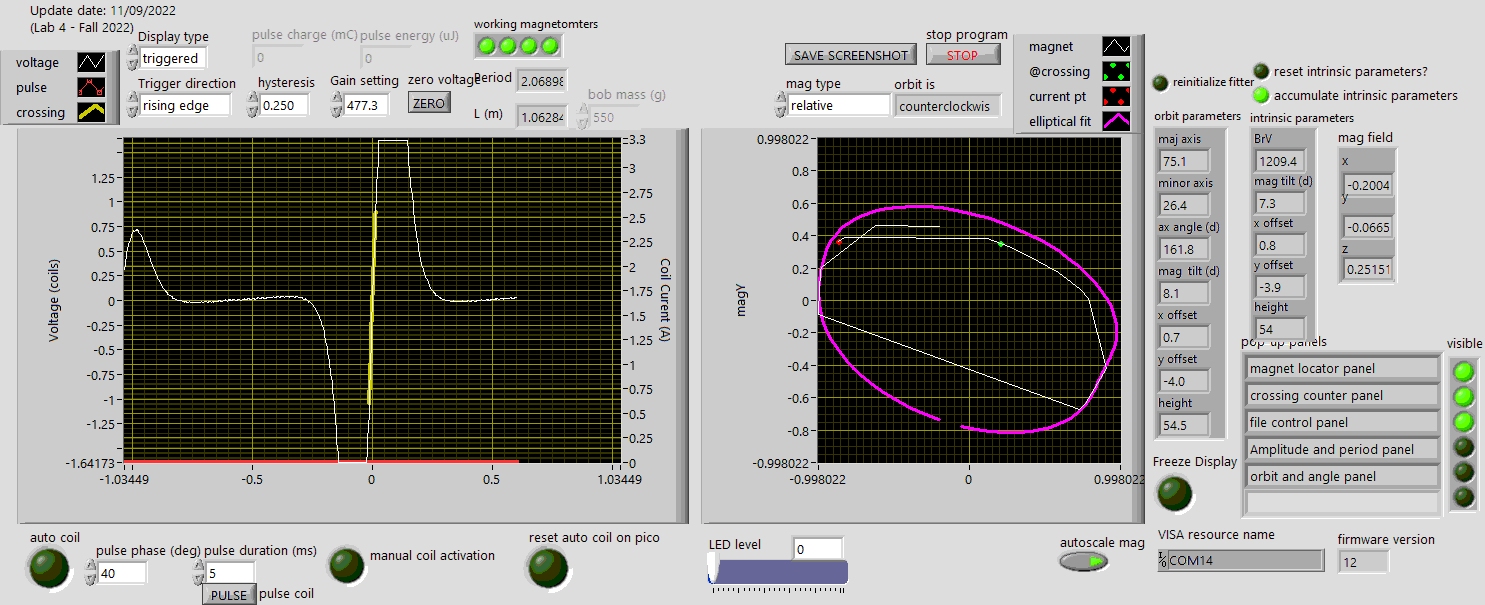 Update date: 11/09/2022
(Lab 4 - Fall 2022)
voltage
pulse
crossing
Display type
triggered
pulse charge (mC)
0
pulse energy (uJ)
0
working magnetomters
Trigger direction
rising edge
hysteresis
0.250
Gain setting
477.3
zero voltage
ZERO
Period
2.0689
L (m)
1.0628
bob mass (g)
550
SAVE SCREENSHOT
stop program
STOP
mag type
relative
orbit is
counterclockwis
magnet
@crossing
current pt
elliptical fit
reinitialize fitter
reset intrinsic parameters?
accumulate intrinsic parameters
Voltage (coils)
1.25
1
0.75
0.5
0.25
0
-0.25
-0.5
-0.75
-1
-1.25
-1.64173
-1.03449
-0.5
0
0.5
1.03449
3.3
3
2.75
2.5
2.25
2
1.75
1.5
1.25
1
0.75
0.5
0.25
0
Coil Current (A)
magY
0.998022
0.8
0.6
0.4
0.2
0
-0.2
-0.4
-0.6
-0.8
-0.998022
-0.998022
0
0.998022
orbit parameters
maj axis
75.1
minor axis
26.4
ax angle (d)
161.8
mag tilt (d)
8.1
x offset
0.7
y offset
-4.0
height
54.5
intrinsic parameters
BrV
1209.4
mag tilt (d)
7.3
x offset
0.8
y offset
-3.9
height
54
mag field
x
-0.2004
y
-0.0665
z
0.25151
pop up panels
visible
magnet locator panel
crossing counter panel
file control panel
Amplitude and period panel
orbit and angle panel
Freeze Display
auto coil
pulse phase (deg)
40
pulse duration (ms)
5
PULSE
pulse coil
manual coil activation
reset auto coil on pico
LED level
0
autoscale mag
VISA resource name
COM14
firmware version
12